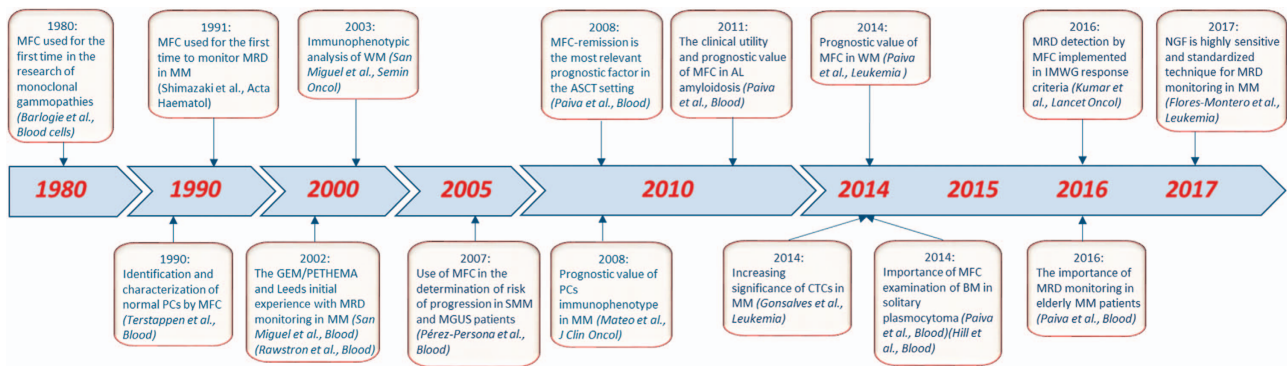 1980:
MFC used for the
first time in the
research of
monoclonal
gammopathies
(Barlogie et al.,
Blood cells)
1991:
MFC used for the
first time to
monitor MRD in
MM
(Shimazaki et al., Acta
Haematol)
2003:
Immunophenotypic
analysis of WM (San
Miguel et al., Semin
Oncol)
2008:
MFC-remission is
the most relevant
prognostic factor in
the ASCT setting
(Paiva et al., Blood)
2011:
The clinical utility
and prognostic
value of MFC in AL
amyloidosis (Paiva
et al., Blood)
2014:
Prognostic value of
MFC in WM (Paiva
et al., Leukemia )
2016:
MRD detection by
MFC implemented
in IMWG response
criteria (Kumar et
al., Lancet Oncol)
2017:
NGF is highly sensitive
and standardized
technique for MRD
monitoring in MM
(Flores-Montero et al.,
Leukemia)
1980
1990
2000
2005
2010
2014
2015
2016
2017
1990:
Identification and
characterization of
normal PCs by MFC
(Terstappen et al.,
Blood)
2002:
The GEM/PETHEMA
and Leeds initial
experience with MRD
monitoring in MM (San
Miguel et al., Blood)
(Rawstron et al., Blood)
2007:
Use of MFC in the
determination of risk
of progression in SMM
and MGUS patients
(Pérez-Persona et al.,
Blood)
2008:
Prognostic value of
PCs
immunophenotype
in MM (Mateo et al.,
J Clin Oncol)
2014:
Increasing
significance of CTCs
in MM (Gonsalves et al.,
Leukemia)
2014:
Importance of MFC
examination of BM in
solitary
plasmocytoma
(Paiva et al., Blood)(Hill et
al., Blood)
2016:
The importance of
MRD monitoring in
elderly MM patients
(Paiva et al., Blood)